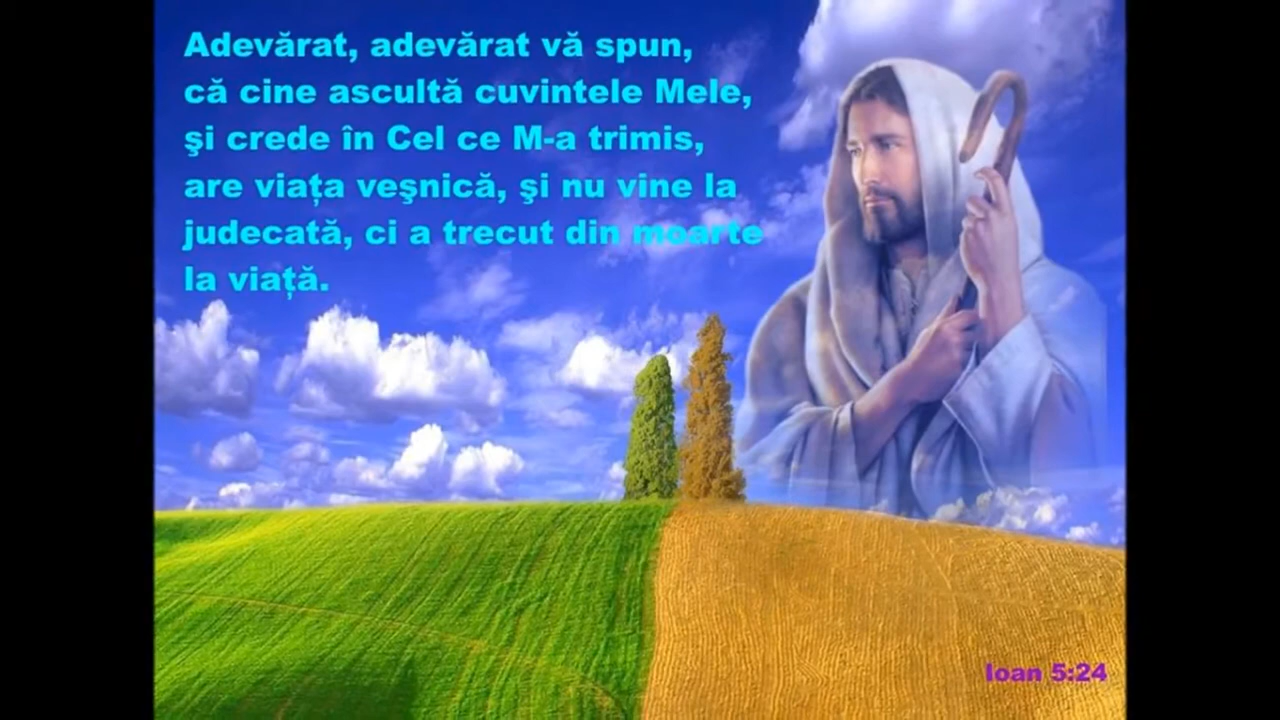 Adevărat, adevărat vă spun,
că cine ascultă cuvintele Mele,
şi crede în Cel ce M-a trimis,
are viaţa veşnică, şi nu vine la
judecată, ci a trecut din moarte
la viaţă.
Ioan 5:24